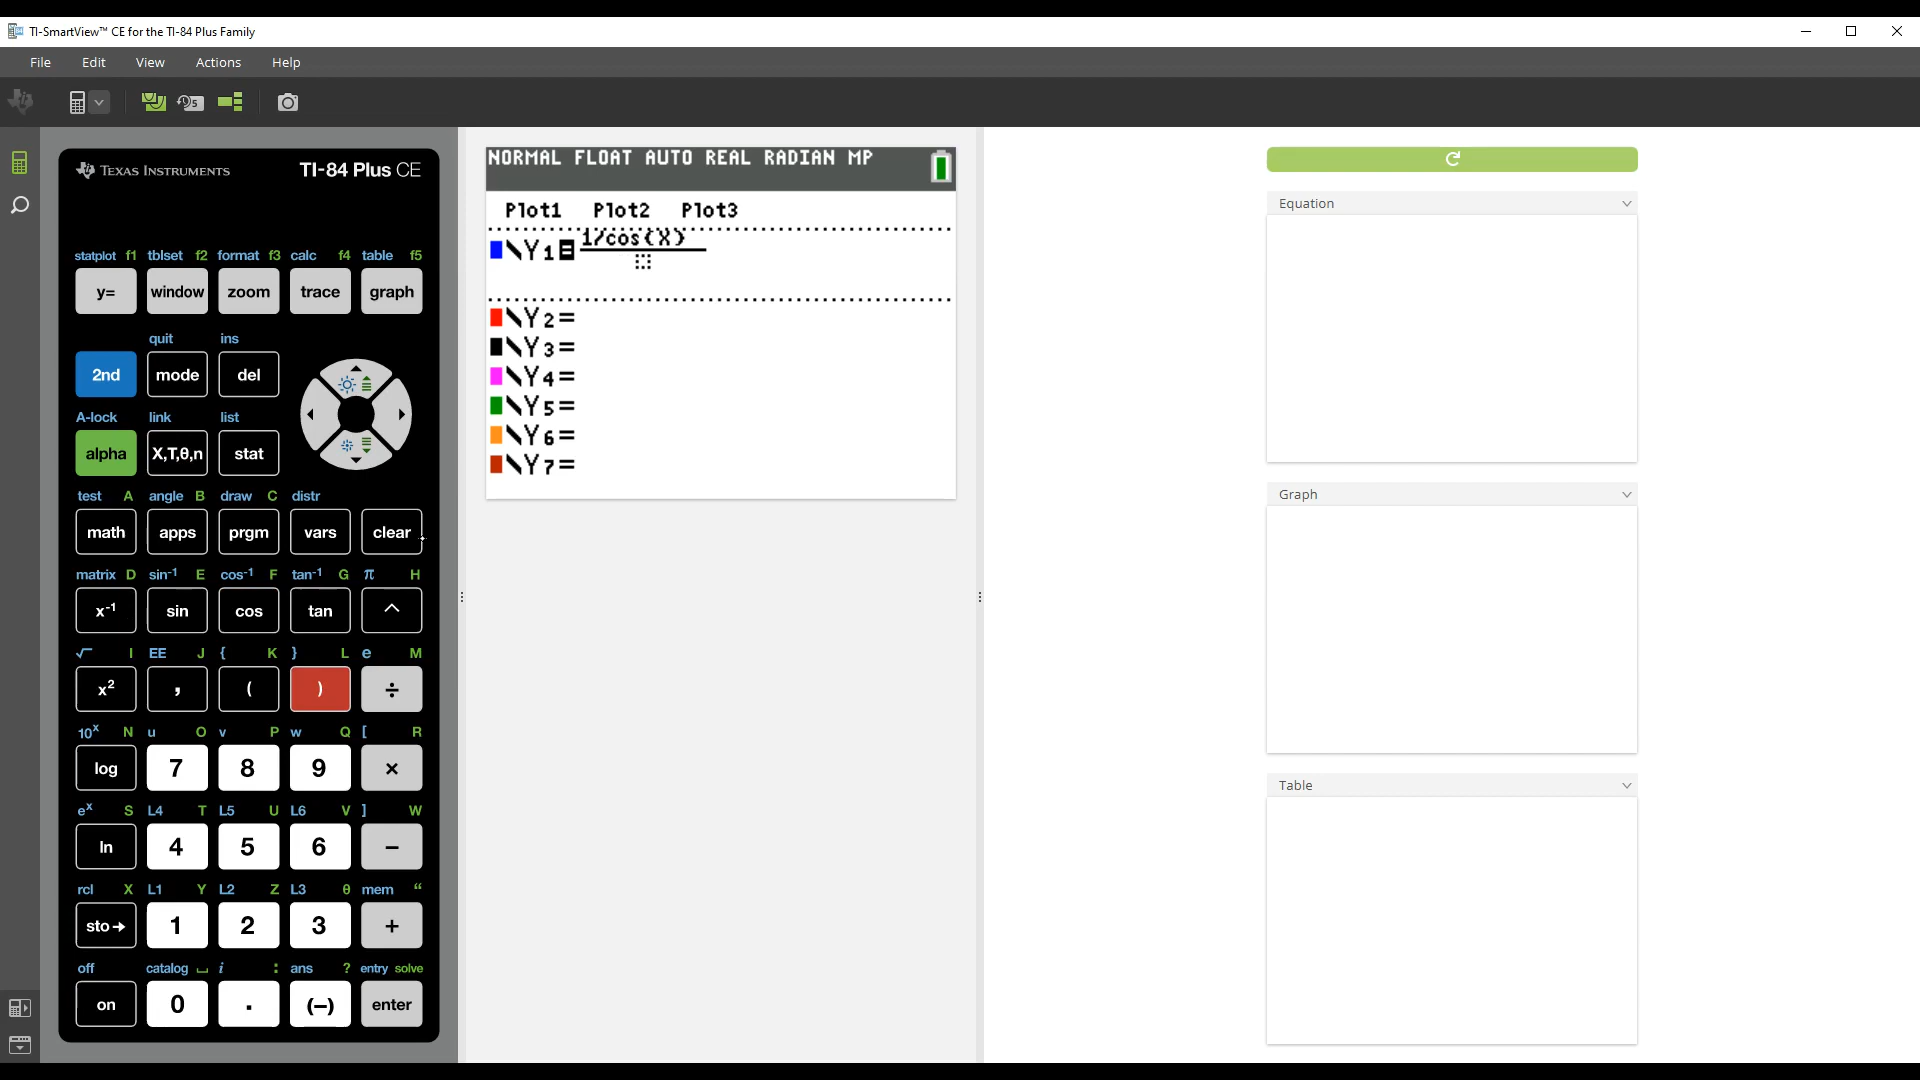 TI-SmartView™ CE for the TI-84 Plus Family
File Edit View Actions Help
TEXAS INSTRUMENTS TI-84 Plus CE
statplot f1 tblset f2 format f3 calc f4 table f5
y= window zoom trace graph
quit ins
2nd mode del
A-lock link list
alpha X,T,θ,n stat
test A angle B draw C distr
math apps prgm vars clear
matrix D sin⁻¹ E cos⁻¹ F tan⁻¹ G π H
x⁻¹ sin cos tan ^
√ I EE J { K } L e M
x² , ( ) ÷
10ˣ N u O v P w Q [ R
log 7 8 9 ×
eˣ S L4 T L5 U L6 V ] W
ln 4 5 6 −
rcl X L1 Y L2 Z L3 θ mem “
sto→ 1 2 3 +
off catalog ⎵ i : ans ? entry solve
on 0 . (−) enter
NORMAL FLOAT AUTO REAL RADIAN MP
Plot1 Plot2 Plot3
\Y1=1/cos(X)
\Y2=
\Y3=
\Y4=
\Y5=
\Y6=
\Y7=
Equation
Graph
Table